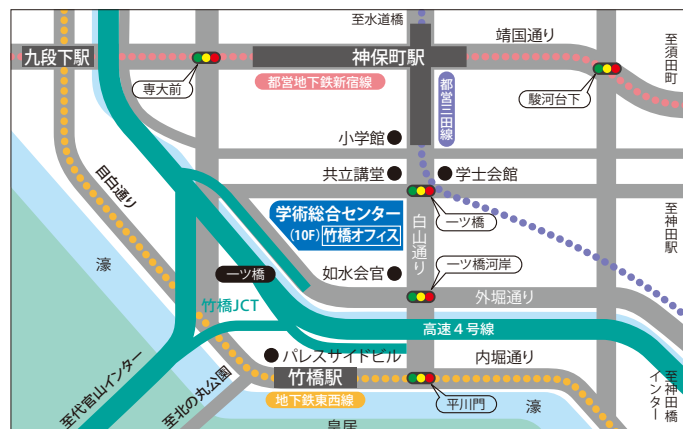 至水道橋
靖国通り
至須田町
九段下駅
神保町駅
専大前
都営地下鉄新宿線
都営三田線
駿河台下
小学館
共立講堂
学士会館
目白通り
学術総合センター
(10F) 竹橋オフィス
白山通り
一ツ橋
至神田駅
濠
一ツ橋
如水会官
一ツ橋河岸
竹橋JCT
外堀通り
高速4号線
パレスサイドビル
内堀通り
至代官山インター
至北の丸公園
竹橋駅
地下鉄東西線
平川門
濠
至神田橋
インター
皇居